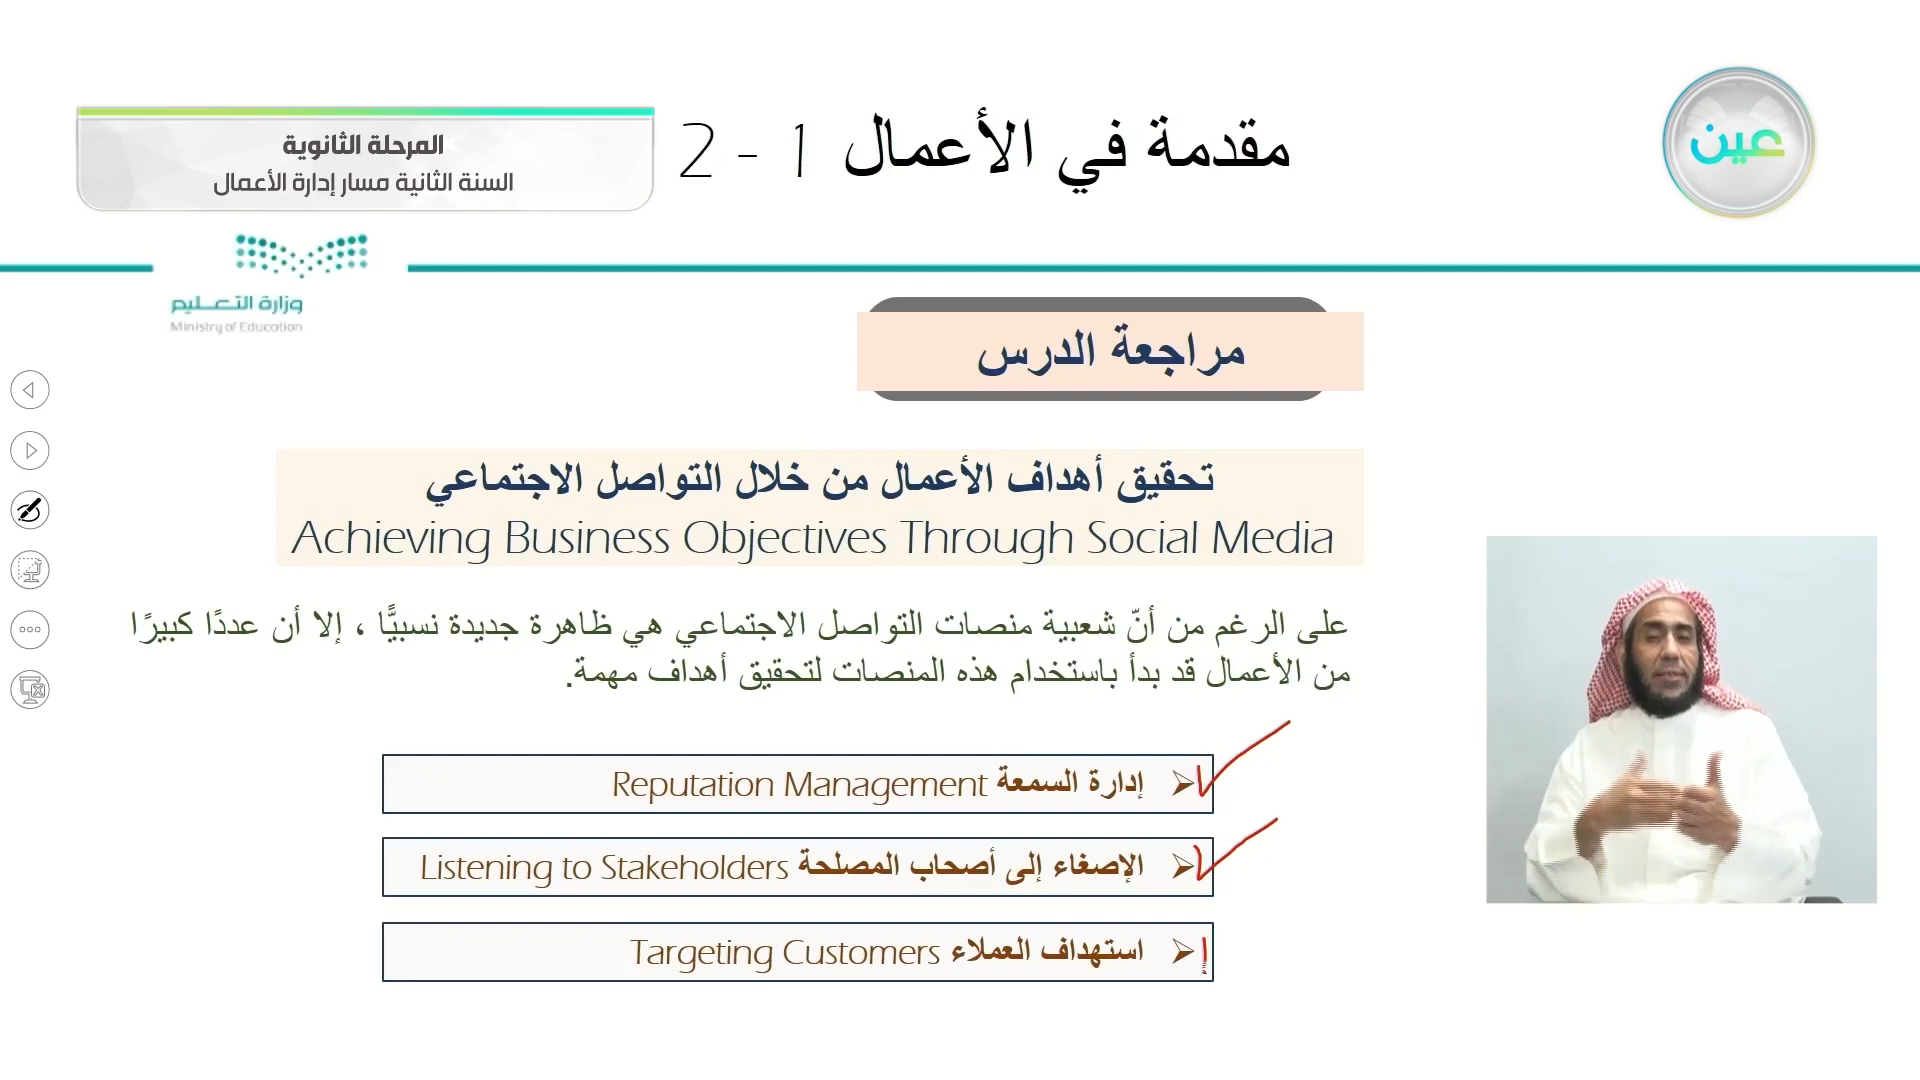 عين
مقدمة في الأعمال 1 - 2
المرحلة الثانوية
السنة الثانية مسار إدارة الأعمال
وزارة التعليم
Ministry of Education
مراجعة الدرس
تحقيق أهداف الأعمال من خلال التواصل الاجتماعي
Achieving Business Objectives Through Social Media
على الرغم من أنّ شعبية منصات التواصل الاجتماعي هي ظاهرة جديدة نسبيًّا ، إلا أن عددًا كبيرًا
من الأعمال قد بدأ باستخدام هذه المنصات لتحقيق أهداف مهمة.
إدارة السمعة Reputation Management
الإصغاء إلى أصحاب المصلحة Listening to Stakeholders
استهداف العملاء Targeting Customers